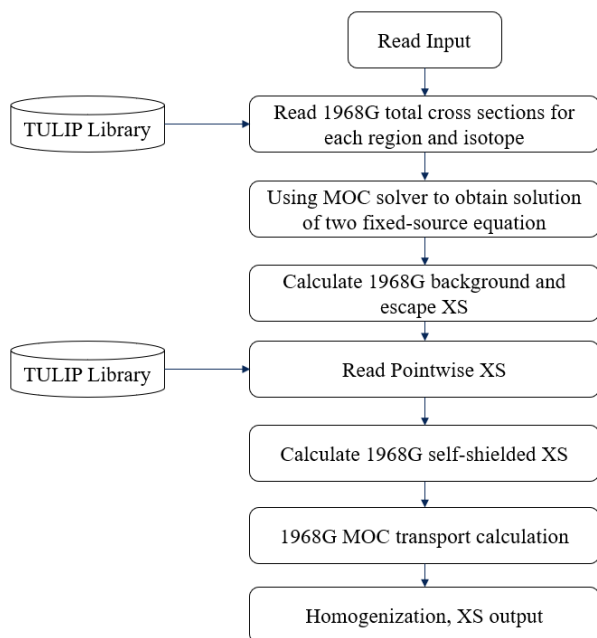 Read Input
TULIP Library
Read 1968G total cross sections for
each region and isotope
Using MOC solver to obtain solution
of two fixed-source equation
Calculate 1968G background and
escape XS
TULIP Library
Read Pointwise XS
Calculate 1968G self-shielded XS
1968G MOC transport calculation
Homogenization, XS output